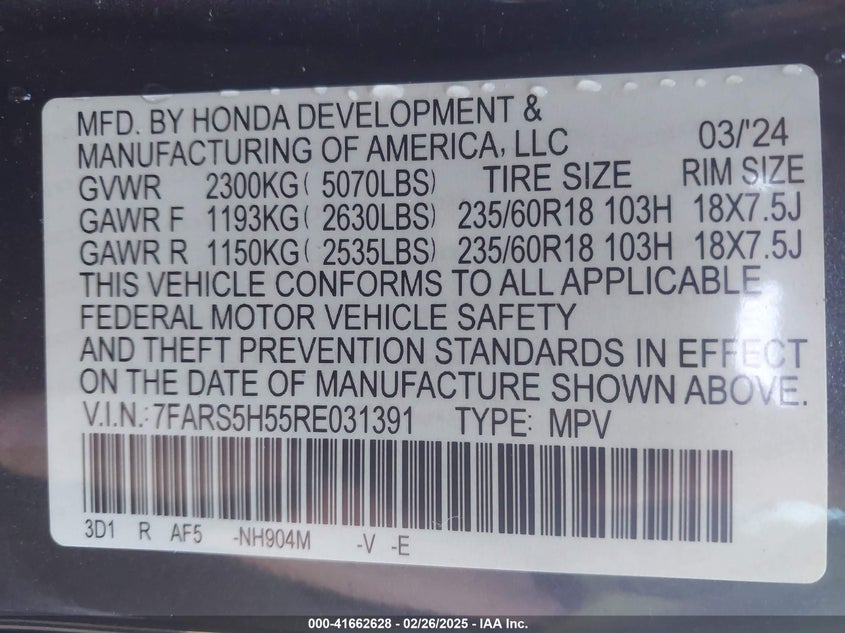 MFD. BY HONDA DEVELOPMENT &
MANUFACTURING OF AMERICA, LLC 03/'24
GVWR 2300KG( 5070LBS) TIRE SIZE RIM SIZE
GAWR F 1193KG( 2630LBS) 235/60R18 103H 18X7.5J
GAWR R 1150KG( 2535LBS) 235/60R18 103H 18X7.5J
THIS VEHICLE CONFORMS TO ALL APPLICABLE
FEDERAL MOTOR VEHICLE SAFETY
AND THEFT PREVENTION STANDARDS IN EFFECT
ON THE DATE OF MANUFACTURE SHOWN ABOVE.
V.I.N.: 7FARS5H55RE031391 TYPE: MPV
3D1 R AF5 -NH904M -V -E
000-41662628 - 02/26/2025 - IAA Inc.